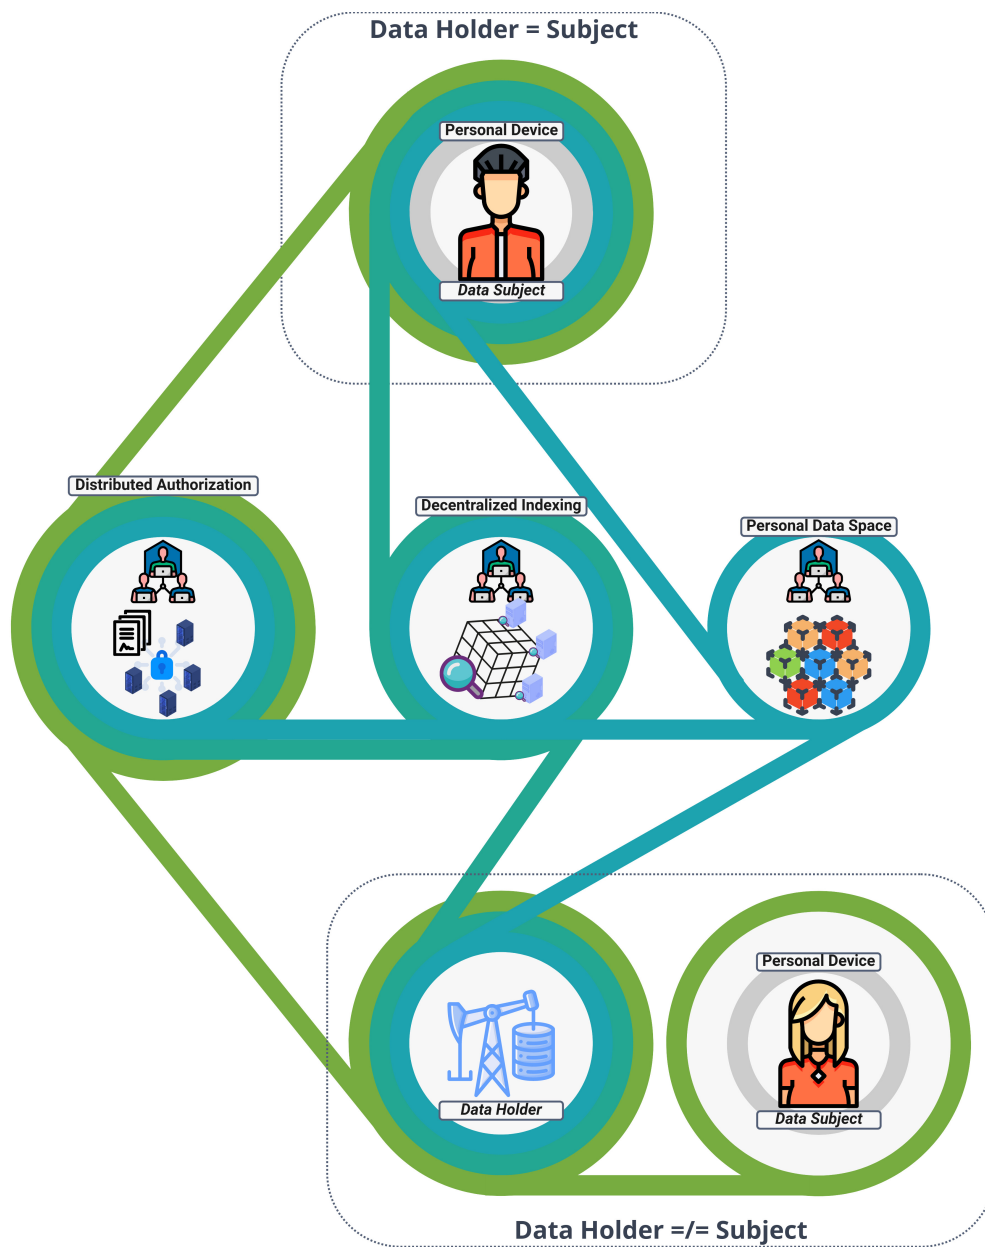 Data Holder = Subject
Personal Device
Data Subject
Distributed Authorization
Decentralized Indexing
Personal Data Space
Personal Device
Data Holder
Data Subject
Data Holder =/= Subject